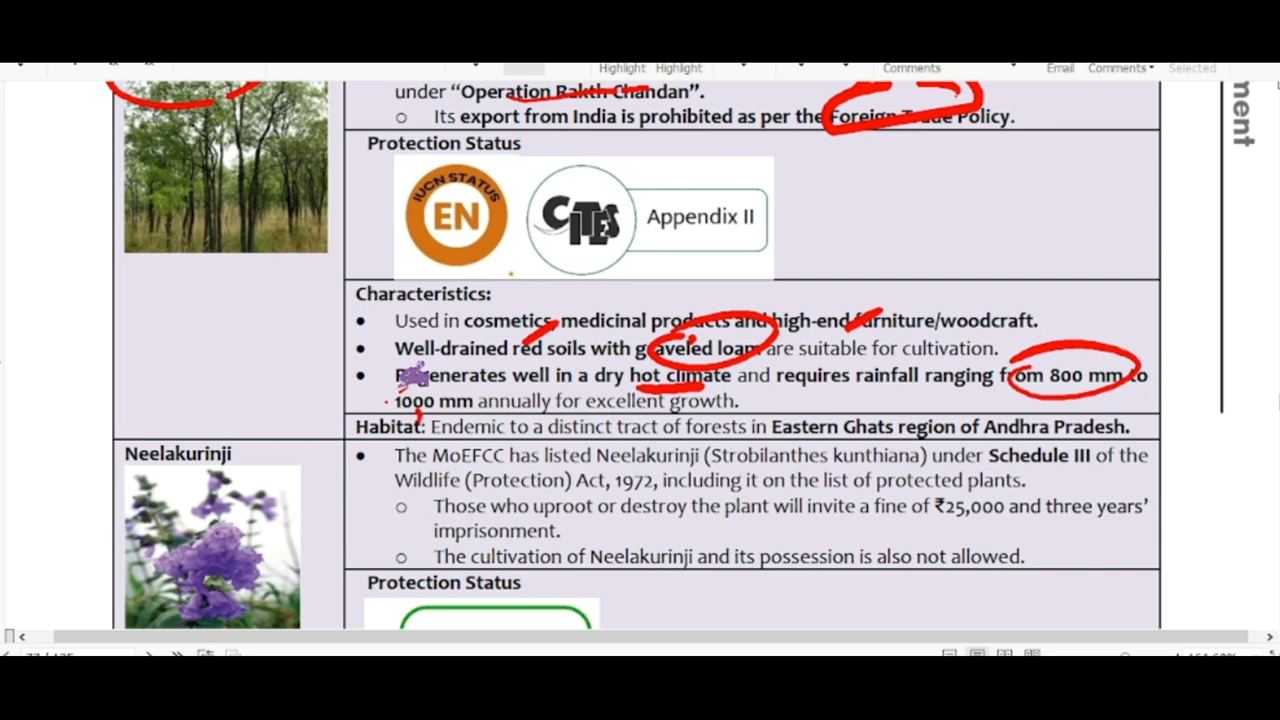 Highlight Highlight Comments Email Comments Selected
ment
under “Operation Rakth Chandan”.
○ Its export from India is prohibited as per the Foreign Trade Policy.
Protection Status
IUCN STATUS
EN
CITES
Appendix II
Characteristics:
• Used in cosmetics, medicinal products and high-end furniture/woodcraft.
• Well-drained red soils with graveled loam are suitable for cultivation.
• Regenerates well in a dry hot climate and requires rainfall ranging from 800 mm to
1000 mm annually for excellent growth.
Habitat: Endemic to a distinct tract of forests in Eastern Ghats region of Andhra Pradesh.
Neelakurinji
• The MoEFCC has listed Neelakurinji (Strobilanthes kunthiana) under Schedule III of the
Wildlife (Protection) Act, 1972, including it on the list of protected plants.
○ Those who uproot or destroy the plant will invite a fine of ₹25,000 and three years’
imprisonment.
○ The cultivation of Neelakurinji and its possession is also not allowed.
Protection Status